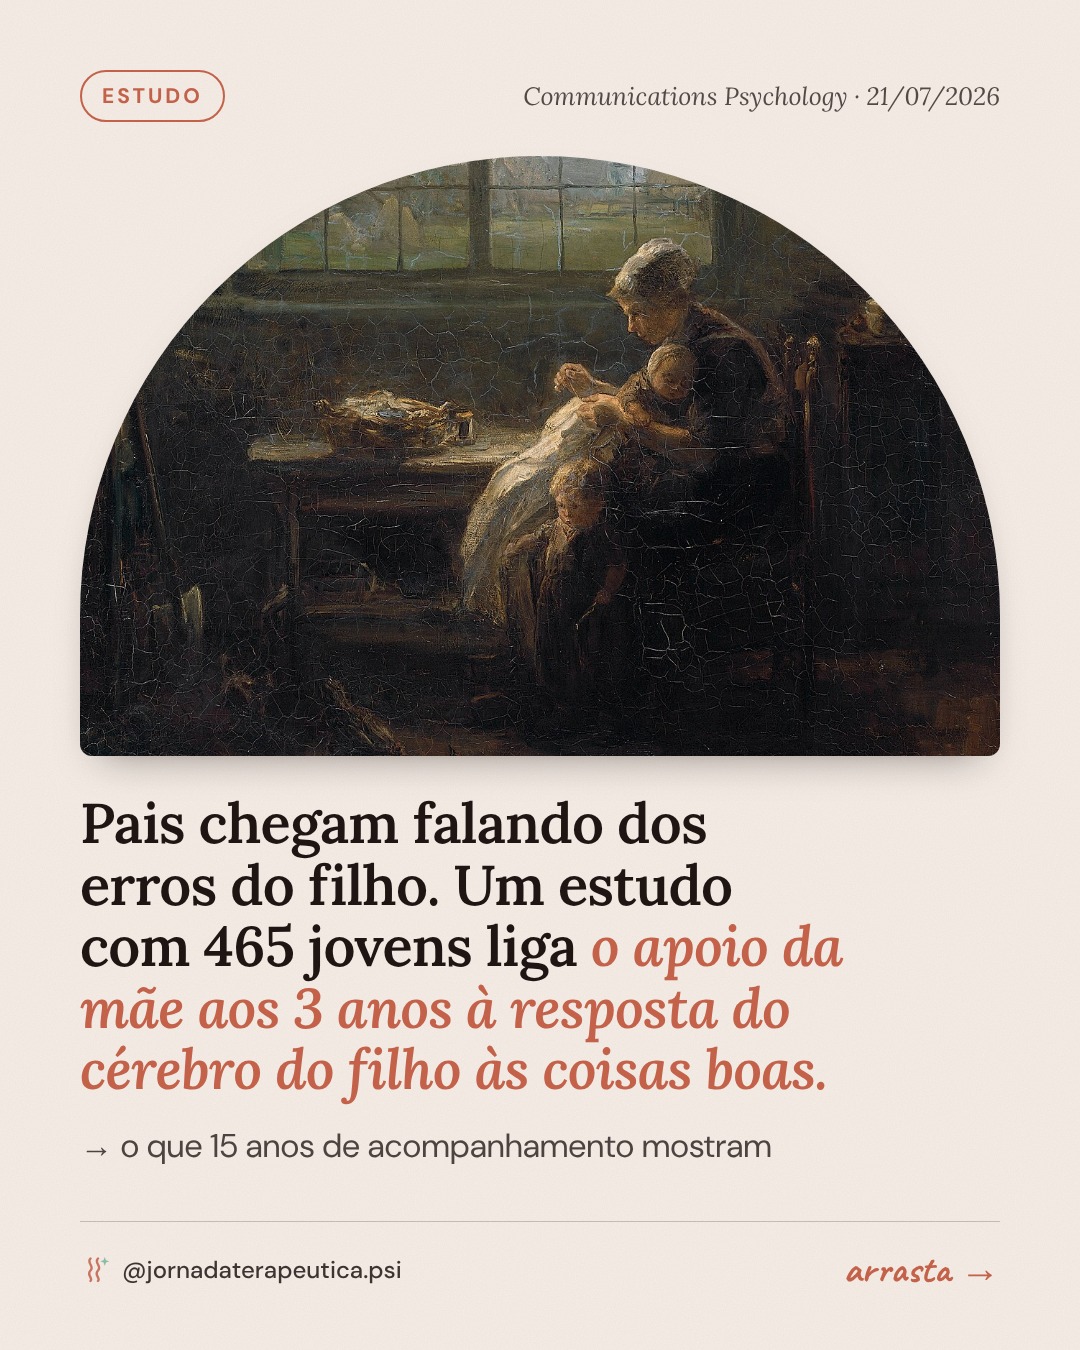 ESTUDO
Communications Psychology · 21/07/2026
Pais chegam falando dos
erros do filho. Um estudo
com 465 jovens liga o apoio da
mãe aos 3 anos à resposta do
cérebro do filho às coisas boas.
→ o que 15 anos de acompanhamento mostram
@jornadaterapeutica.psi
arrasta →